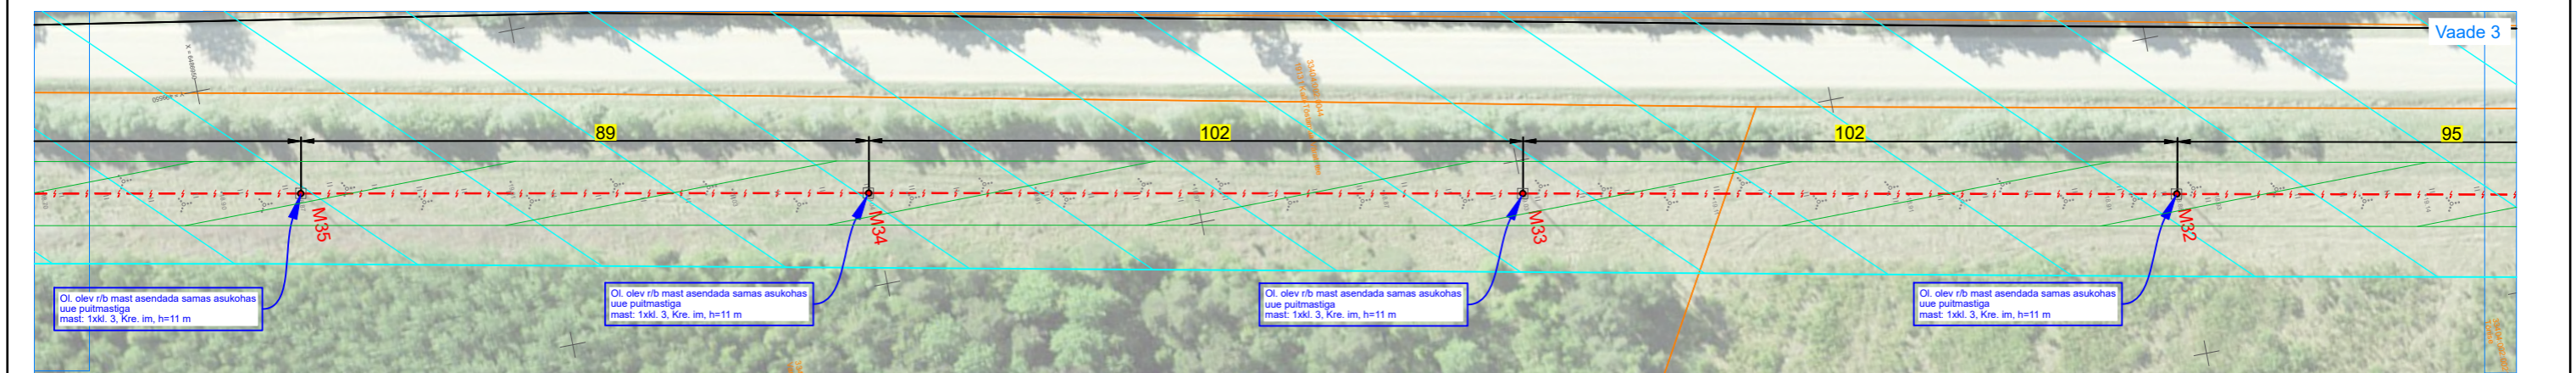 Vaade 3
X = 6486950
89
102
102
95
M35
M34
M33
M32
Ol. olev r/b mast asendada samas asukohas
uue puitmastiga
mast: 1xkl. 3, Kre. im, h=11 m
Ol. olev r/b mast asendada samas asukohas
uue puitmastiga
mast: 1xkl. 3, Kre. im, h=11 m
Ol. olev r/b mast asendada samas asukohas
uue puitmastiga
mast: 1xkl. 3, Kre. im, h=11 m
Ol. olev r/b mast asendada samas asukohas
uue puitmastiga
mast: 1xkl. 3, Kre. im, h=11 m